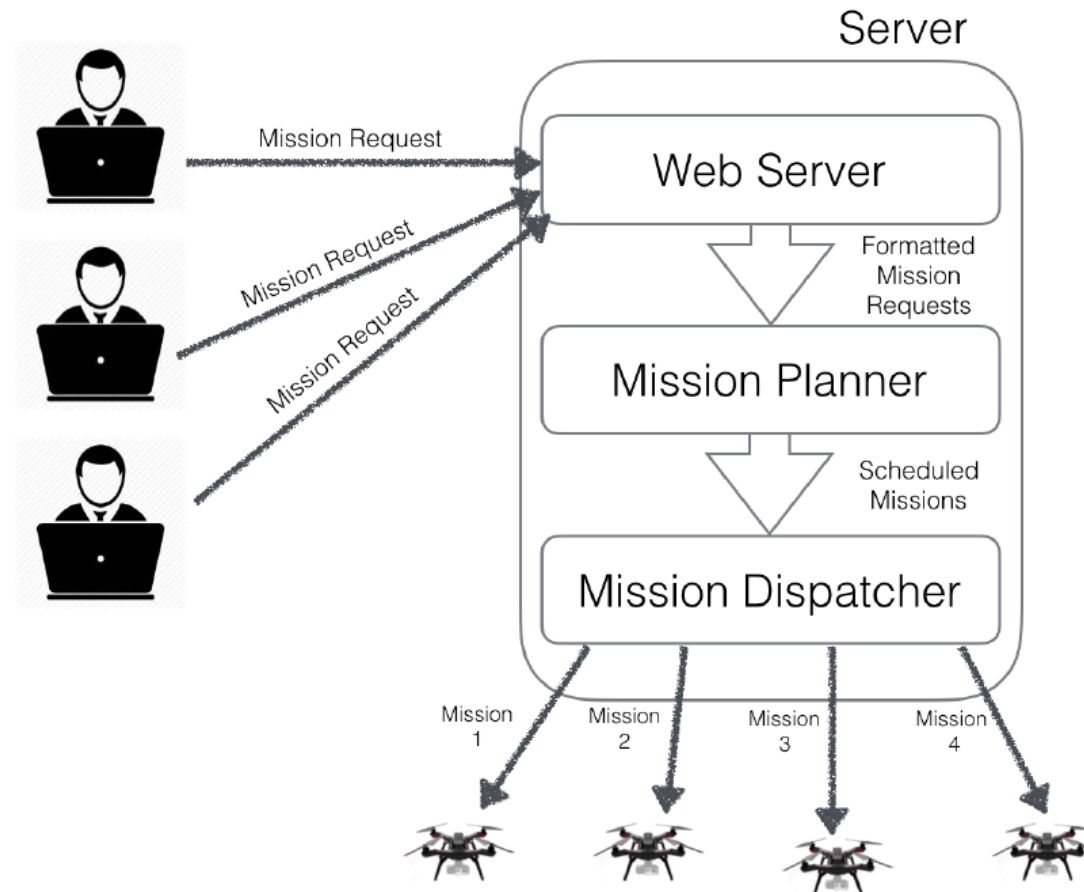 Server
Mission Request
Web Server
Mission Request
Formatted
Mission
Requests
Mission Request
Mission Planner
Scheduled
Missions
Mission Dispatcher
Mission
1
Mission
2
Mission
3
Mission
4